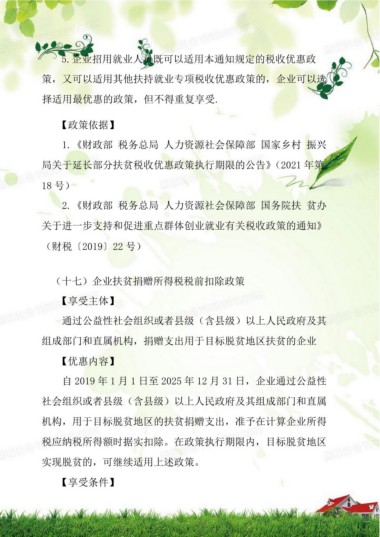 5.企业招用就业人员既可以适用本通知规定的税收优惠政
策，又可以适用其他扶持就业专项税收优惠政策的，企业可以选
择适用最优惠的政策，但不得重复享受.
【政策依据】
1.《财政部 税务总局 人力资源社会保障部 国家乡村 振兴
局关于延长部分扶贫税收优惠政策执行期限的公告》（2021 年第
18 号）
2.《财政部 税务总局 人力资源社会保障部 国务院扶 贫办
关于进一步支持和促进重点群体创业就业有关税收政策的通知》
（财税〔2019〕22 号）
（十七）企业扶贫捐赠所得税税前扣除政策
【享受主体】
通过公益性社会组织或者县级（含县级）以上人民政府及其
组成部门和直属机构，捐赠支出用于目标脱贫地区扶贫的企业
【优惠内容】
自 2019 年 1 月 1 日至 2025 年 12 月 31 日，企业通过公益性
社会组织或者县级（含县级）以上人民政府及其组成部门和直属
机构，用于目标脱贫地区的扶贫捐赠支出，准予在计算企业所得
税应纳税所得额时据实扣除。在政策执行期限内，目标脱贫地区
实现脱贫的，可继续适用上述政策。
【享受条件】